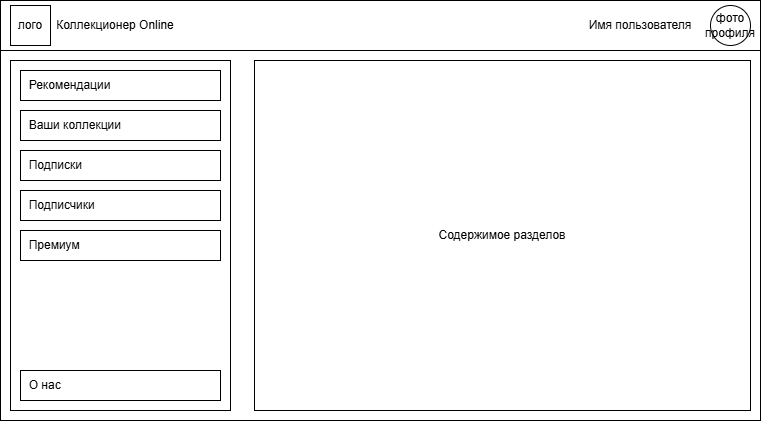 лого
Коллекционер Online
Имя пользователя
фото
профиля
Рекомендации
Ваши коллекции
Подписки
Подписчики
Премиум
О нас
Содержимое разделов